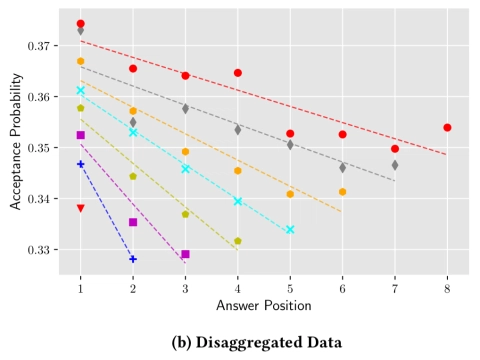 0.37
0.36
0.35
0.34
0.33
Acceptance Probability
1 2 3 4 5 6 7 8
Answer Position
(b) Disaggregated Data